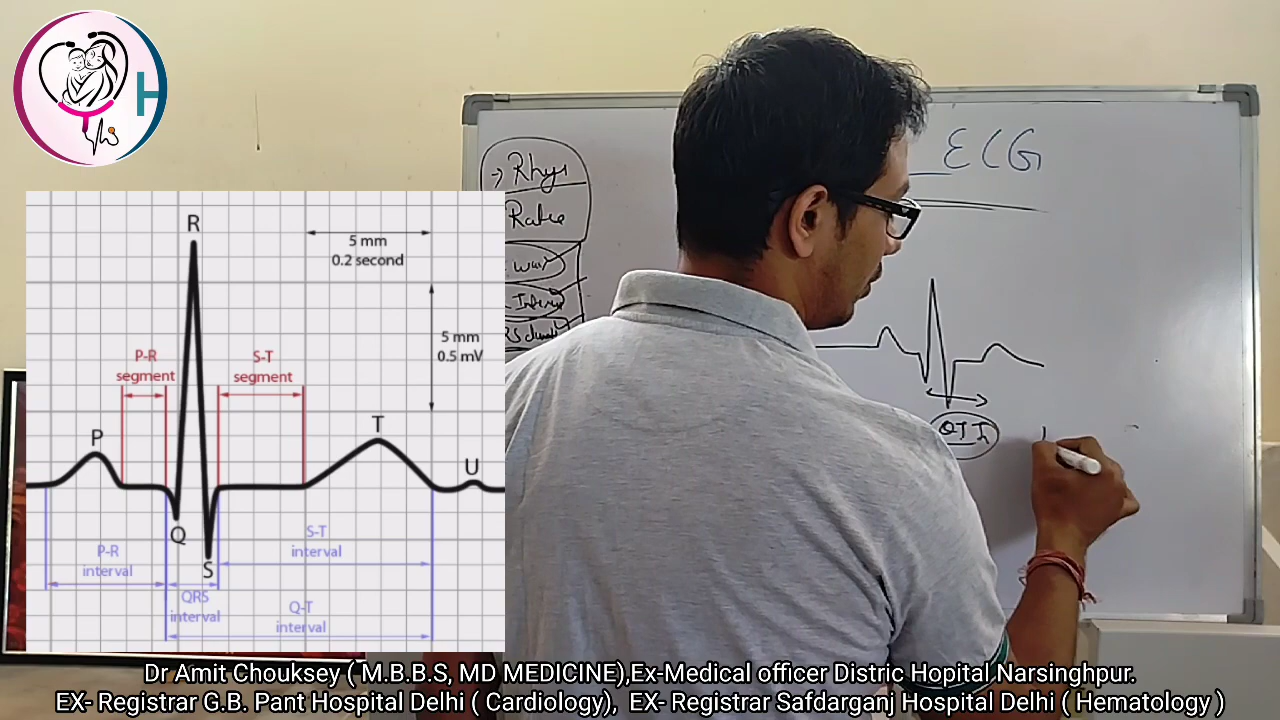 H
ECG
Rhys
Rate
R
5 mm
0.2 second
5 mm
0.5 mV
P-R
segment
S-T
segment
P
T
U
Q
S
S-T
interval
P-R
interval
QRS
interval
Q-T
interval
QTI
Dr Amit Chouksey ( M.B.B.S, MD MEDICINE),Ex-Medical officer Distric Hopital Narsinghpur.
EX- Registrar G.B. Pant Hospital Delhi ( Cardiology), EX- Registrar Safdarganj Hospital Delhi ( Hematology )